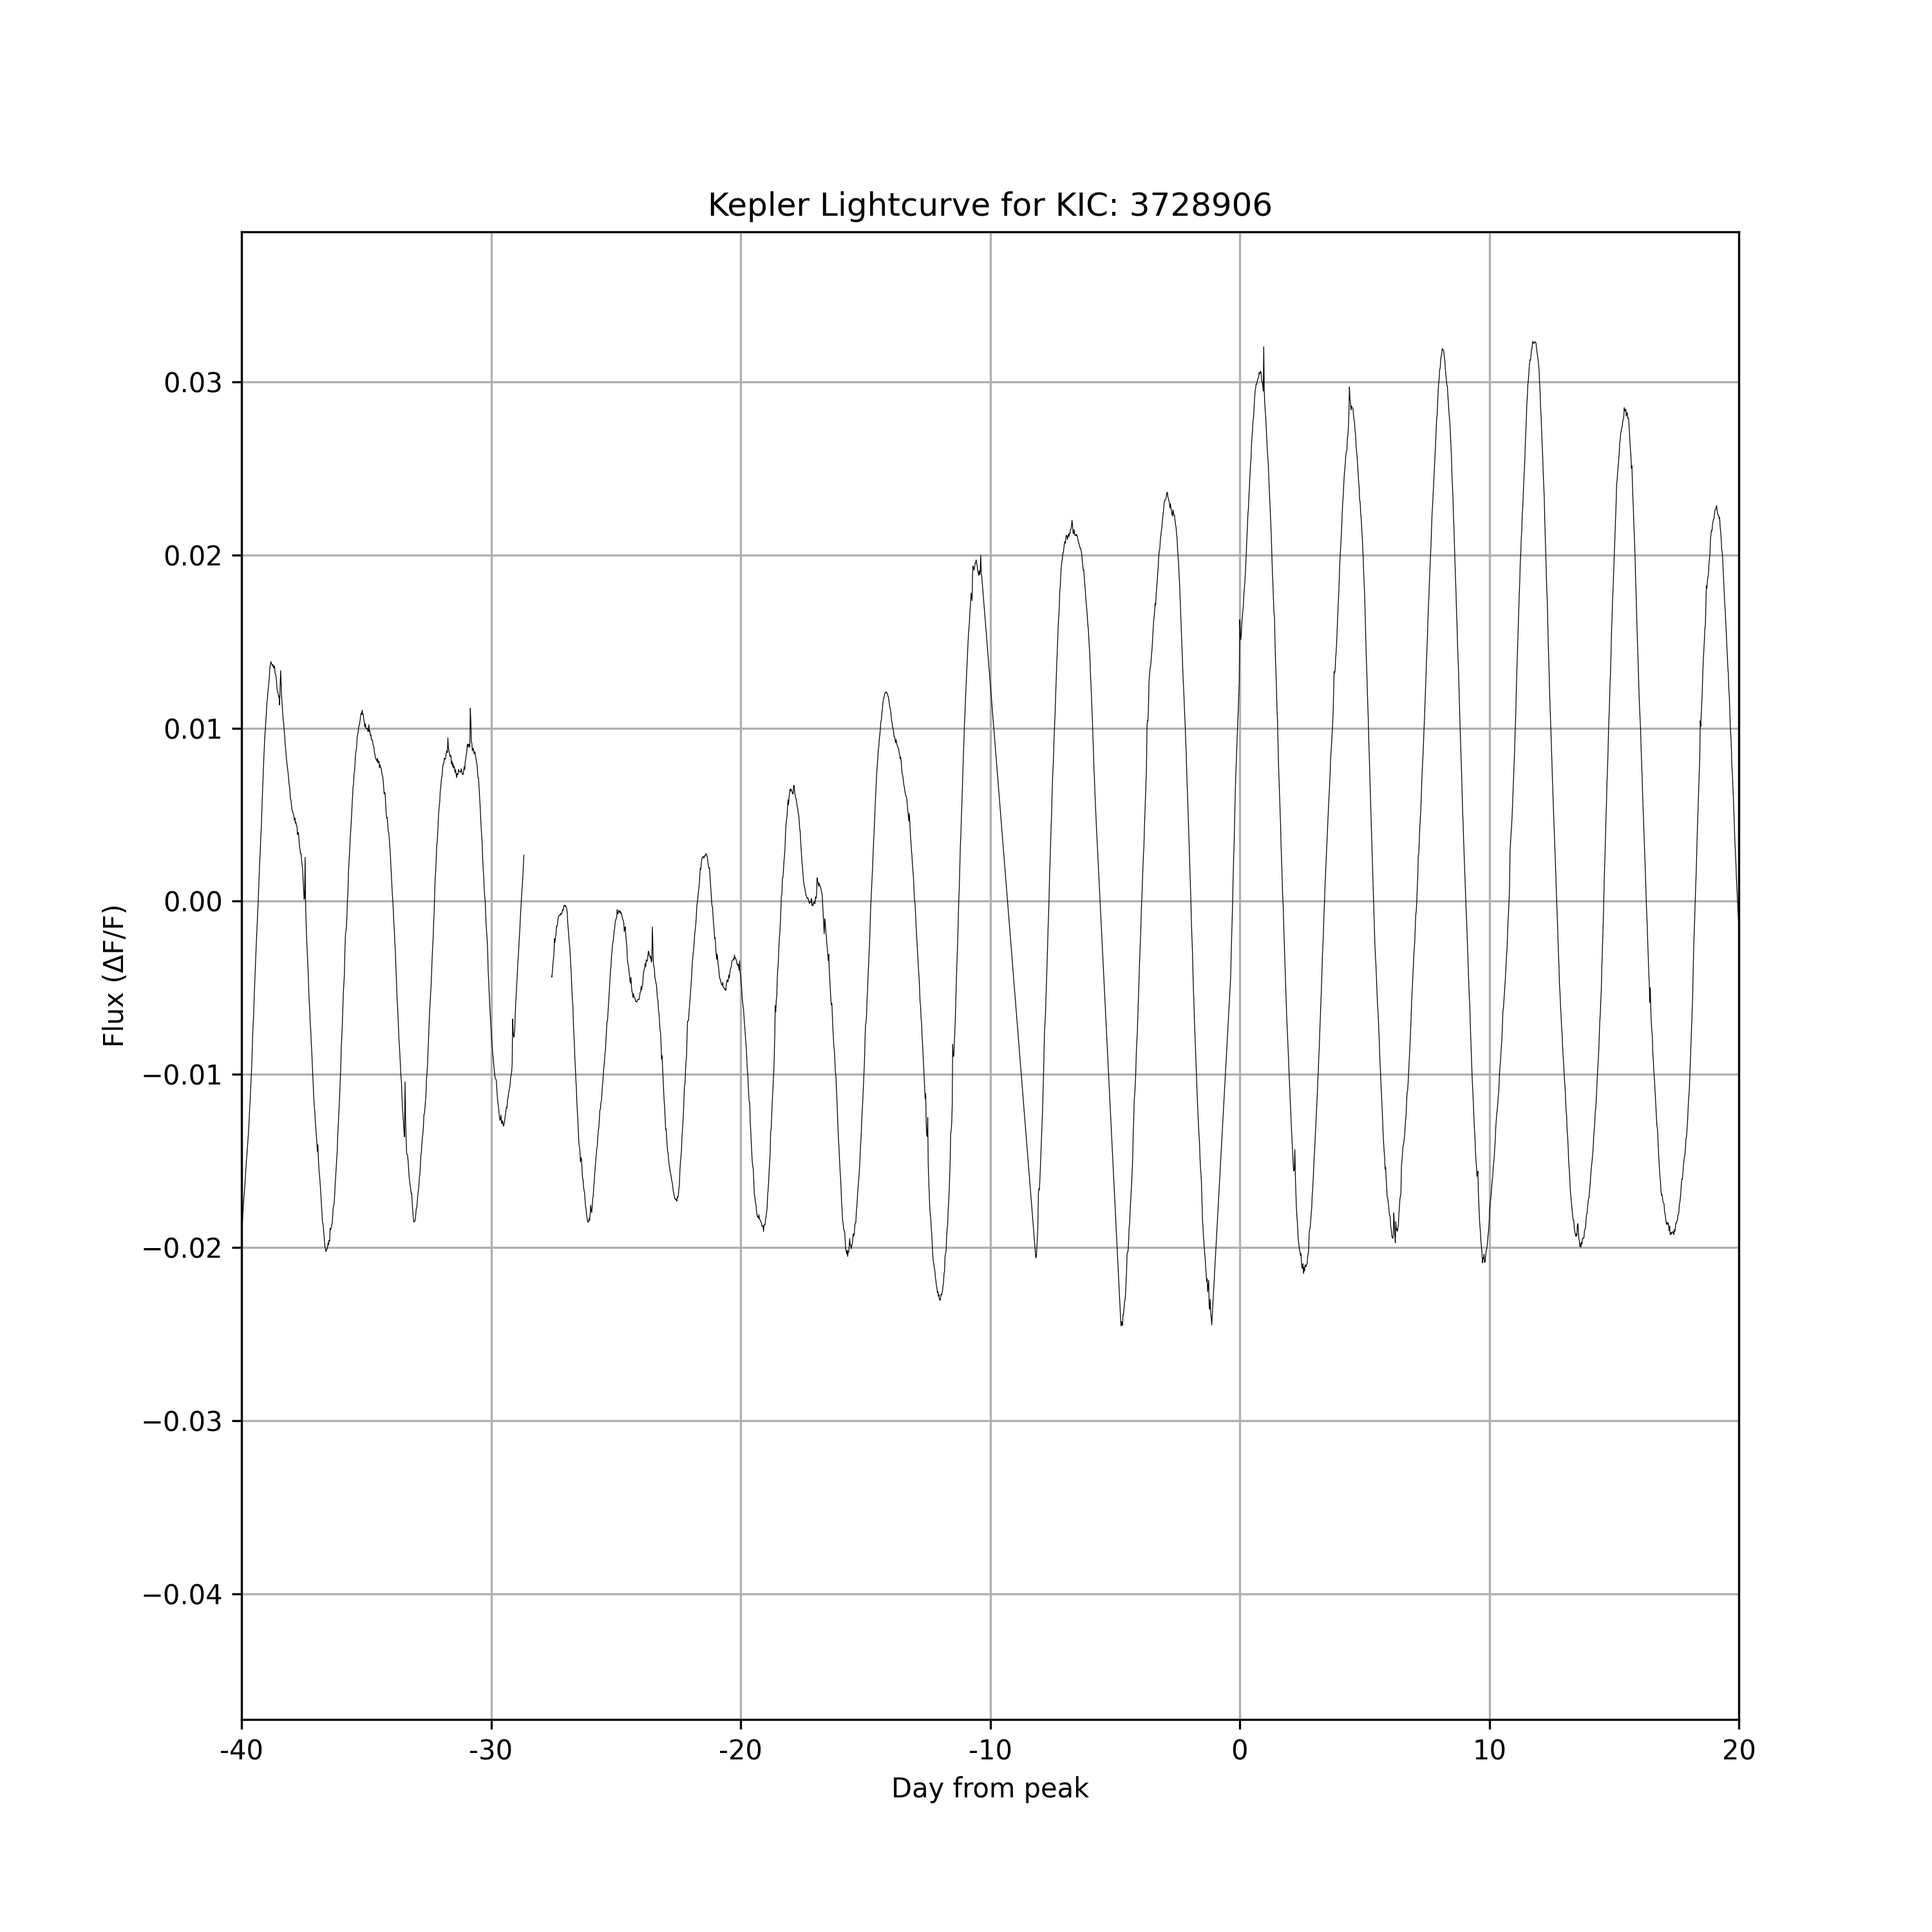 Kepler Lightcurve for KIC: 3728906
Flux (ΔF/F)
0.03
0.02
0.01
0.00
−0.01
−0.02
−0.03
−0.04
-40 -30 -20 -10 0 10 20
Day from peak